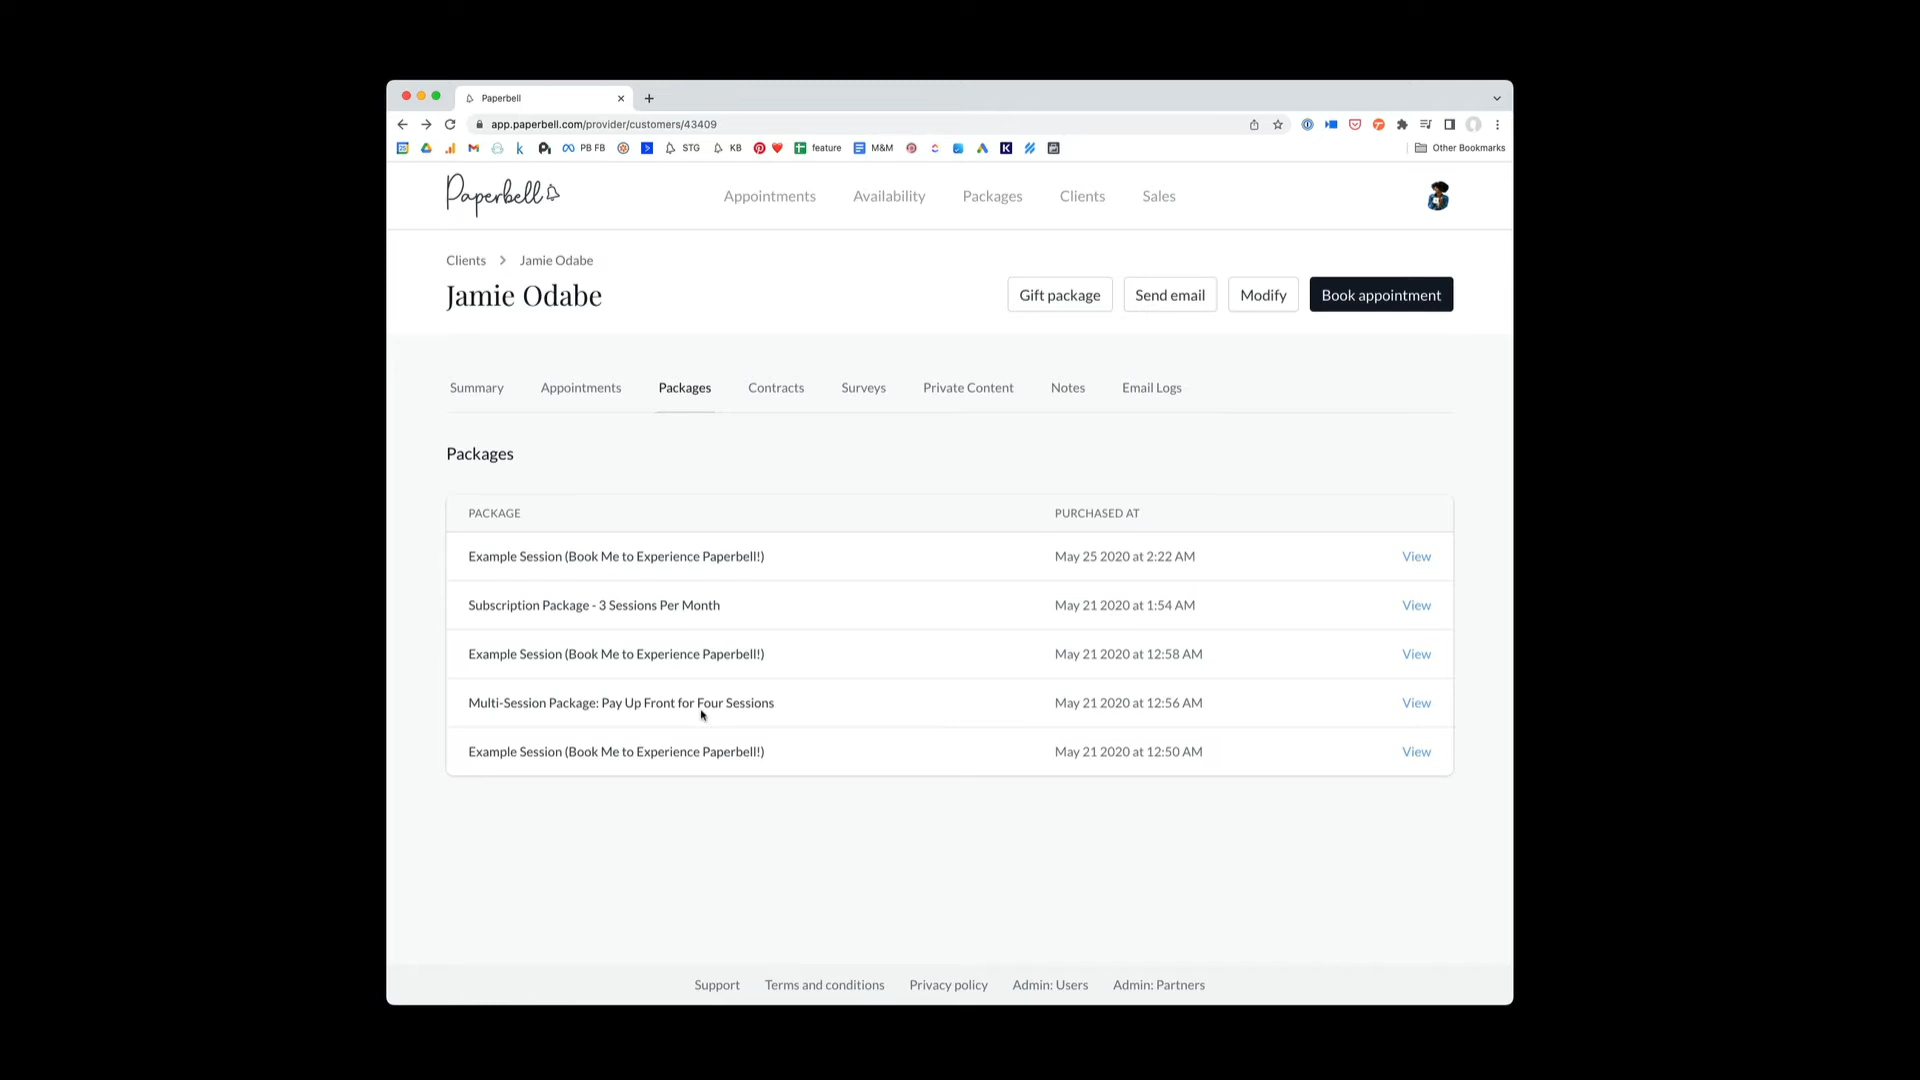 Paperbell
app.paperbell.com/provider/customers/43409
PB FB STG KB feature M&M Other Bookmarks
Paperbell Appointments Availability Packages Clients Sales
Clients > Jamie Odabe
Jamie Odabe
Gift package Send email Modify Book appointment
Summary Appointments Packages Contracts Surveys Private Content Notes Email Logs
Packages
PACKAGE PURCHASED AT
Example Session (Book Me to Experience Paperbell!) May 25 2020 at 2:22 AM View
Subscription Package - 3 Sessions Per Month May 21 2020 at 1:54 AM View
Example Session (Book Me to Experience Paperbell!) May 21 2020 at 12:58 AM View
Multi-Session Package: Pay Up Front for Four Sessions May 21 2020 at 12:56 AM View
Example Session (Book Me to Experience Paperbell!) May 21 2020 at 12:50 AM View
Support Terms and conditions Privacy policy Admin: Users Admin: Partners